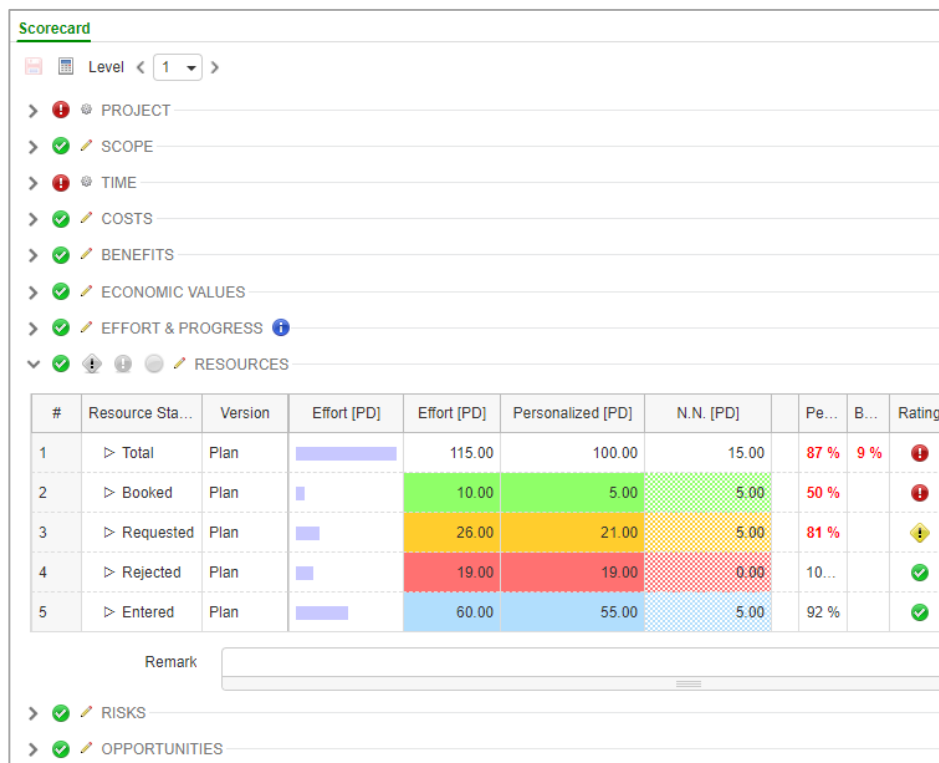 Scorecard
Level 1
PROJECT
SCOPE
TIME
COSTS
BENEFITS
ECONOMIC VALUES
EFFORT & PROGRESS
RESOURCES
# Resource Sta... Version Effort [PD] Effort [PD] Personalized [PD] N.N. [PD] Pe... B... Rating
1 Total Plan 115.00 100.00 15.00 87 % 9 %
2 Booked Plan 10.00 5.00 5.00 50 %
3 Requested Plan 26.00 21.00 5.00 81 %
4 Rejected Plan 19.00 19.00 0.00 10...
5 Entered Plan 60.00 55.00 5.00 92 %
Remark
RISKS
OPPORTUNITIES